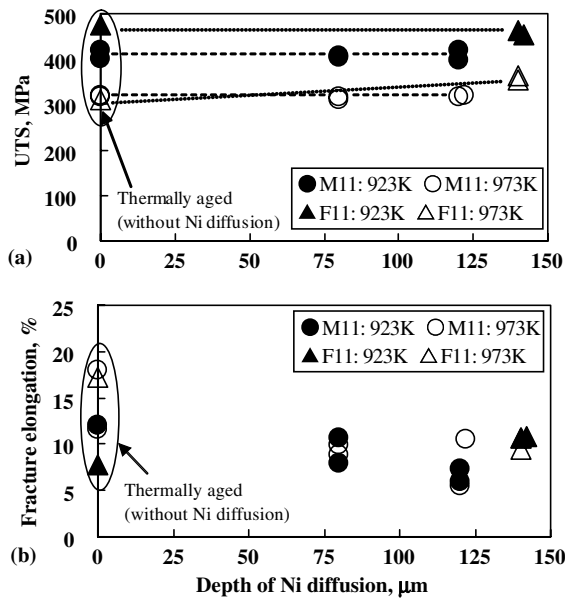 500
400
300
200
100
0
UTS, MPa
Thermally aged
(without Ni diffusion)
M11: 923K M11: 973K
F11: 923K F11: 973K
0 25 50 75 100 125 150
(a)
25
20
15
10
5
0
Fracture elongation, %
M11: 923K M11: 973K
F11: 923K F11: 973K
Thermally aged
(without Ni diffusion)
0 25 50 75 100 125 150
(b)
Depth of Ni diffusion, μm